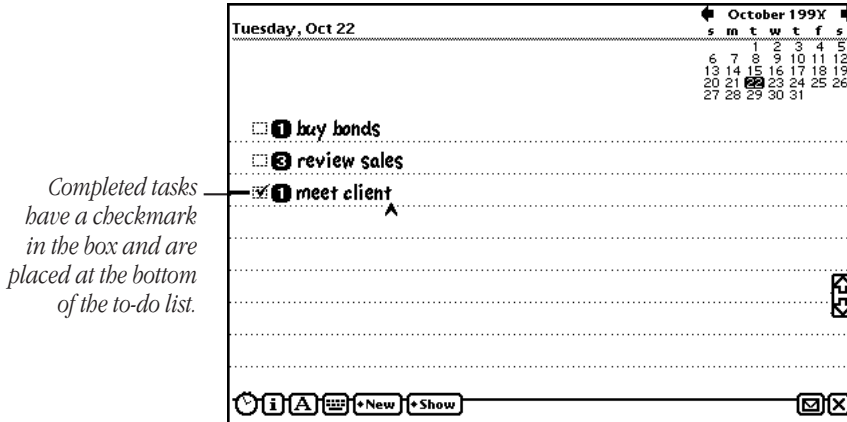 Tuesday, Oct 22
October 199X
s m t w t f s
1 2 3 4 5
6 7 8 9 10 11 12
13 14 15 16 17 18 19
20 21 22 23 24 25 26
27 28 29 30 31
1 buy bonds
3 review sales
1 meet client
Completed tasks
have a checkmark
in the box and are
placed at the bottom
of the to-do list.
i A New Show